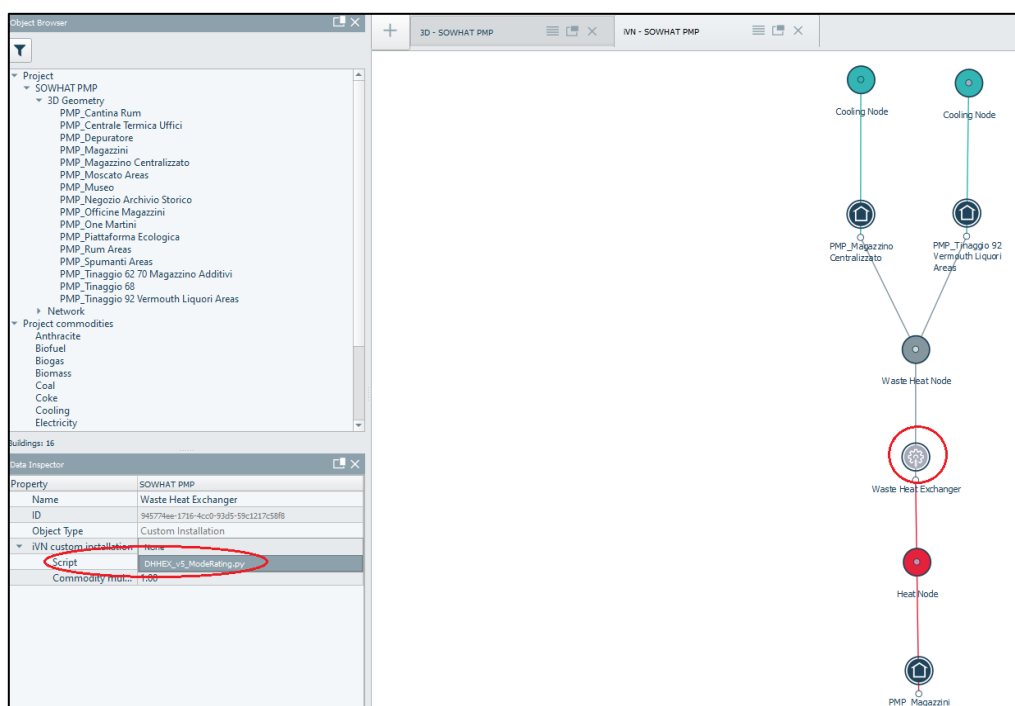 Object Browser
Project
SOWHAT PMP
3D Geometry
PMP_Cantina Rum
PMP_Centrale Termica Uffici
PMP_Depuratore
PMP_Magazzini
PMP_Magazzino Centralizzato
PMP_Moscato Areas
PMP_Museo
PMP_Negozio Archivio Storico
PMP_Officine Magazzini
PMP_One Martini
PMP_Piattaforma Ecologica
PMP_Rum Areas
PMP_Spumanti Areas
PMP_Tinaggio 62 70 Magazzino Additivi
PMP_Tinaggio 68
PMP_Tinaggio 92 Vermouth Liquori Areas
Network
Project commodities
Anthracite
Biofuel
Biogas
Biomass
Coal
Coke
Cooling
Electricity
Buildings: 16
Data Inspector
Property SOWHAT PMP
Name Waste Heat Exchanger
ID 945774ee-1716-4cc0-93d5-59c1217c58f8
Object Type Custom Installation
iVN custom installation None
Script DHHEX_v5_ModeRating.py
Commodity mul... 1.00
3D - SOWHAT PMP
iVN - SOWHAT PMP
Cooling Node
Cooling Node
PMP_Magazzino
Centralizzato
PMP_Tinaggio 92
Vermouth Liquori
Areas
Waste Heat Node
Waste Heat Exchanger
Heat Node
PMP_Magazzini